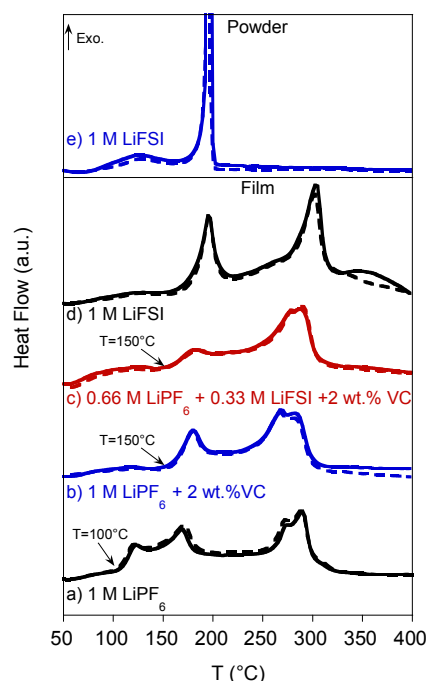 Exo.
Powder
e) 1 M LiFSI
Film
d) 1 M LiFSI
T=150°C
c) 0.66 M LiPF₆ + 0.33 M LiFSI +2 wt.% VC
T=150°C
b) 1 M LiPF₆ + 2 wt.%VC
T=100°C
a) 1 M LiPF₆
Heat Flow (a.u.)
50 100 150 200 250 300 350 400
T (°C)